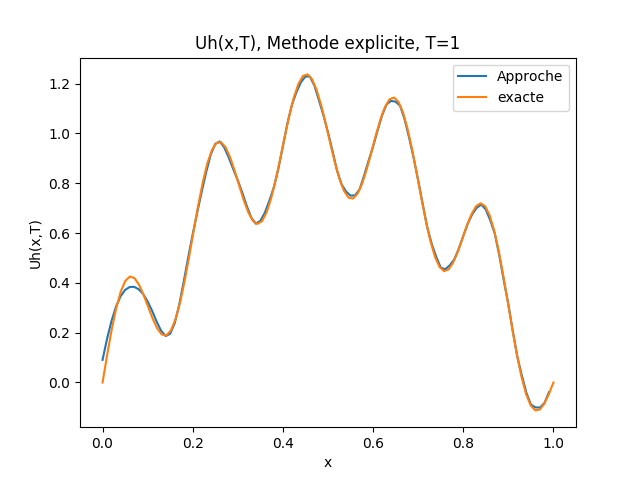 Uh(x,T), Methode explicite, T=1
Approche
exacte
Uh(x,T)
1.2
1.0
0.8
0.6
0.4
0.2
0.0
0.0 0.2 0.4 0.6 0.8 1.0
x